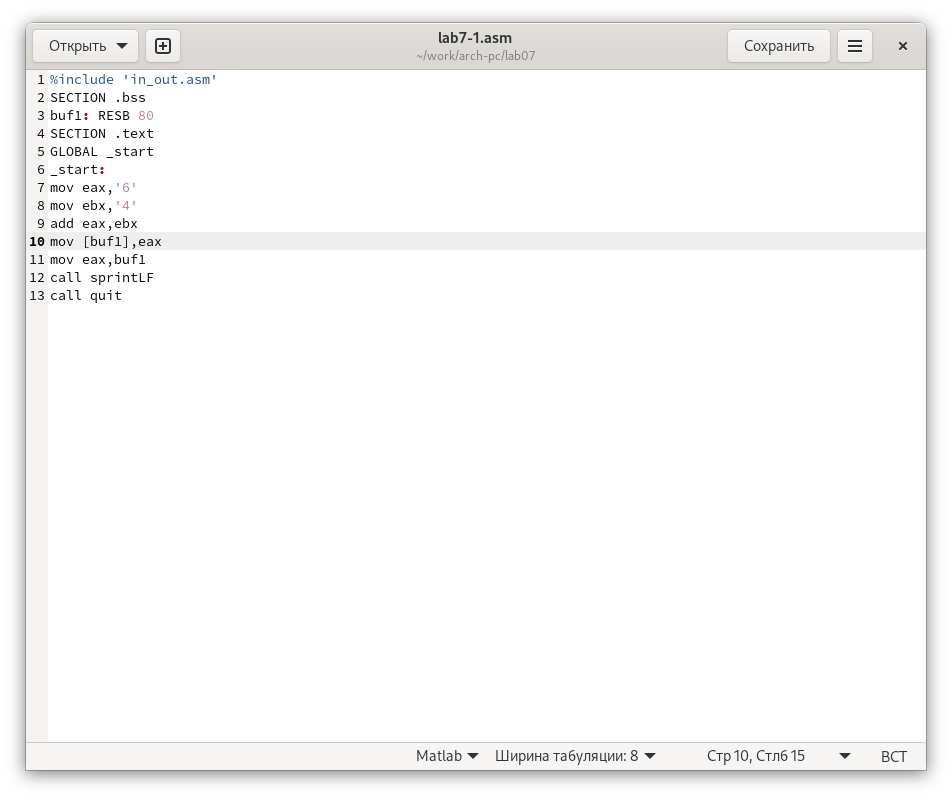 Открыть
lab7-1.asm
~/work/arch-pc/lab07
Сохранить
1 %include 'in_out.asm'
2 SECTION .bss
3 buf1: RESB 80
4 SECTION .text
5 GLOBAL _start
6 _start:
7 mov eax,'6'
8 mov ebx,'4'
9 add eax,ebx
10 mov [buf1],eax
11 mov eax,buf1
12 call sprintLF
13 call quit
Matlab Ширина табуляции: 8 Стр 10, Стлб 15 ВСТ